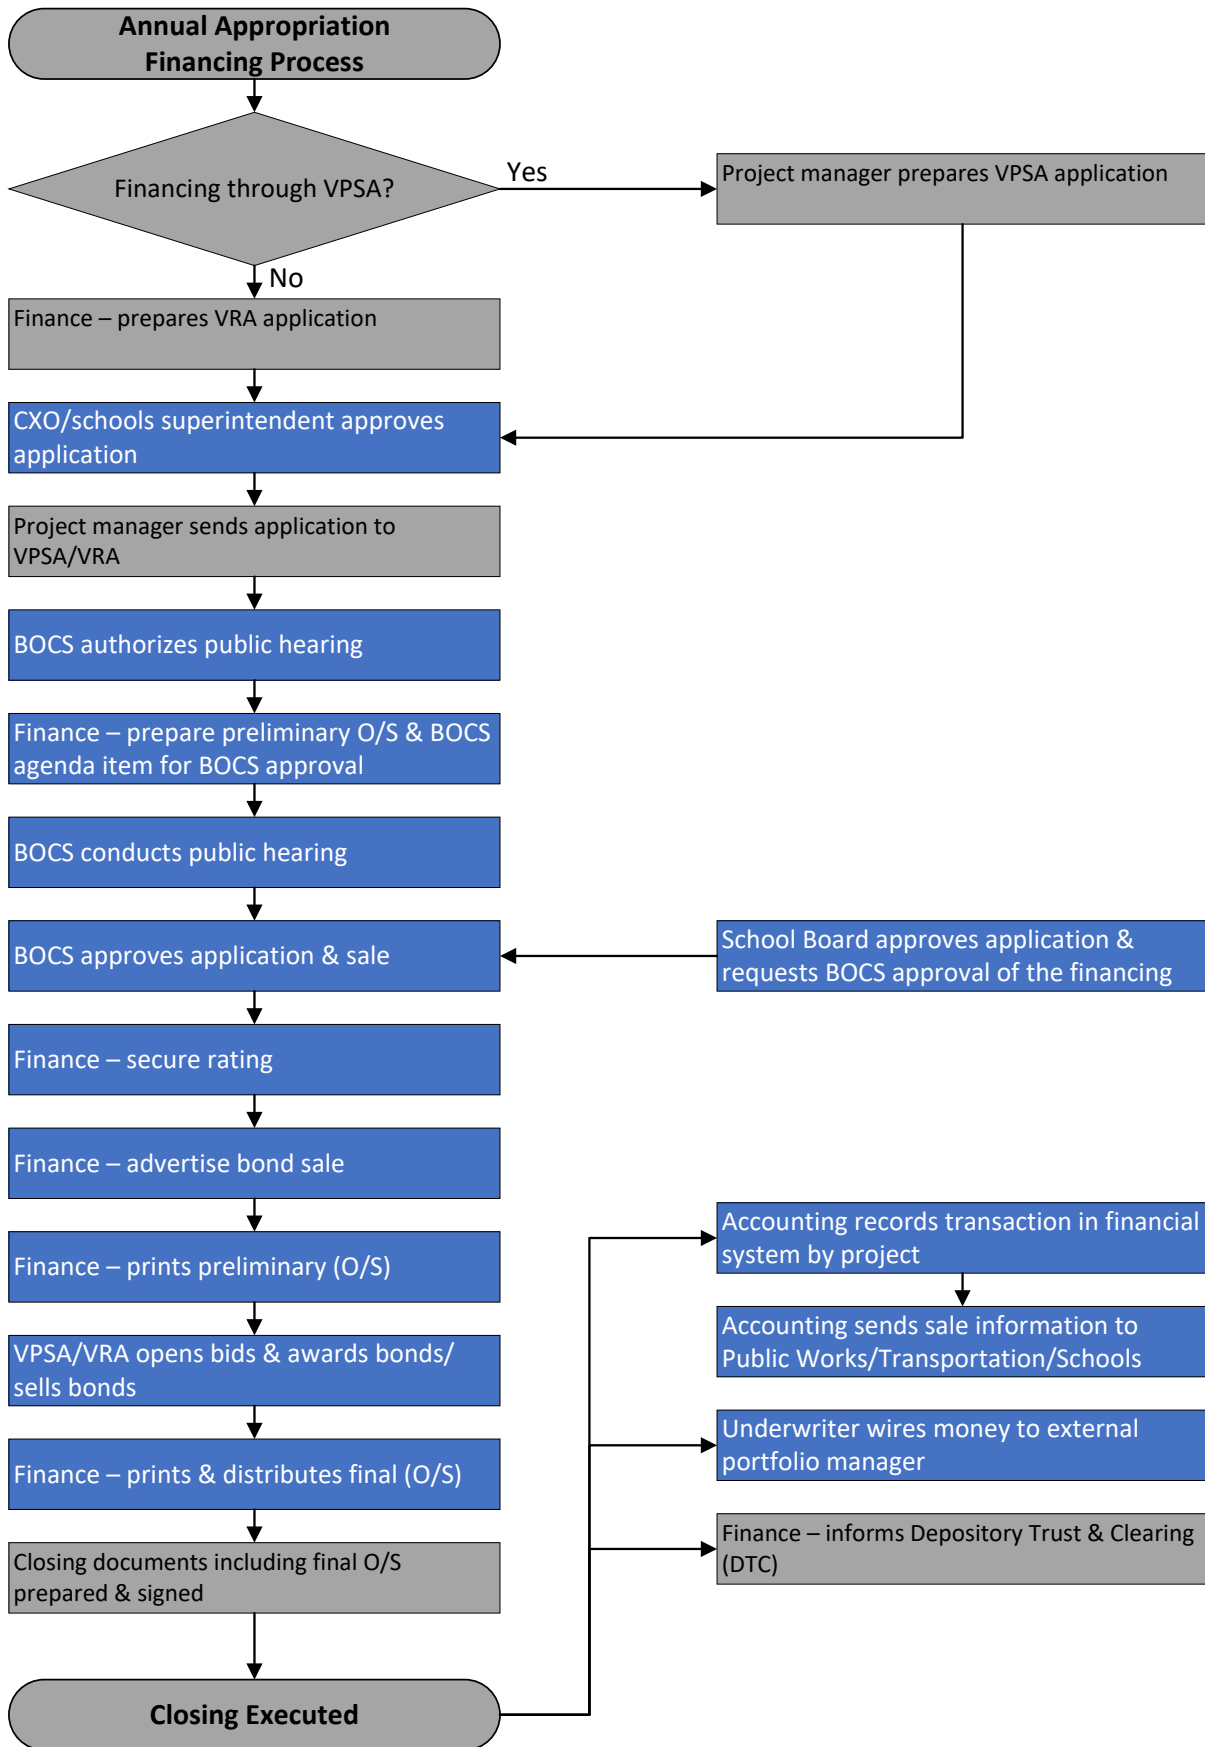 Annual Appropriation
Financing Process
Financing through VPSA?
Yes
Project manager prepares VPSA application
No
Finance – prepares VRA application
CXO/schools superintendent approves
application
Project manager sends application to
VPSA/VRA
BOCS authorizes public hearing
Finance – prepare preliminary O/S & BOCS
agenda item for BOCS approval
BOCS conducts public hearing
BOCS approves application & sale
School Board approves application &
requests BOCS approval of the financing
Finance – secure rating
Finance – advertise bond sale
Finance – prints preliminary (O/S)
VPSA/VRA opens bids & awards bonds/
sells bonds
Finance – prints & distributes final (O/S)
Closing documents including final O/S
prepared & signed
Closing Executed
Accounting records transaction in financial
system by project
Accounting sends sale information to
Public Works/Transportation/Schools
Underwriter wires money to external
portfolio manager
Finance – informs Depository Trust & Clearing
(DTC)